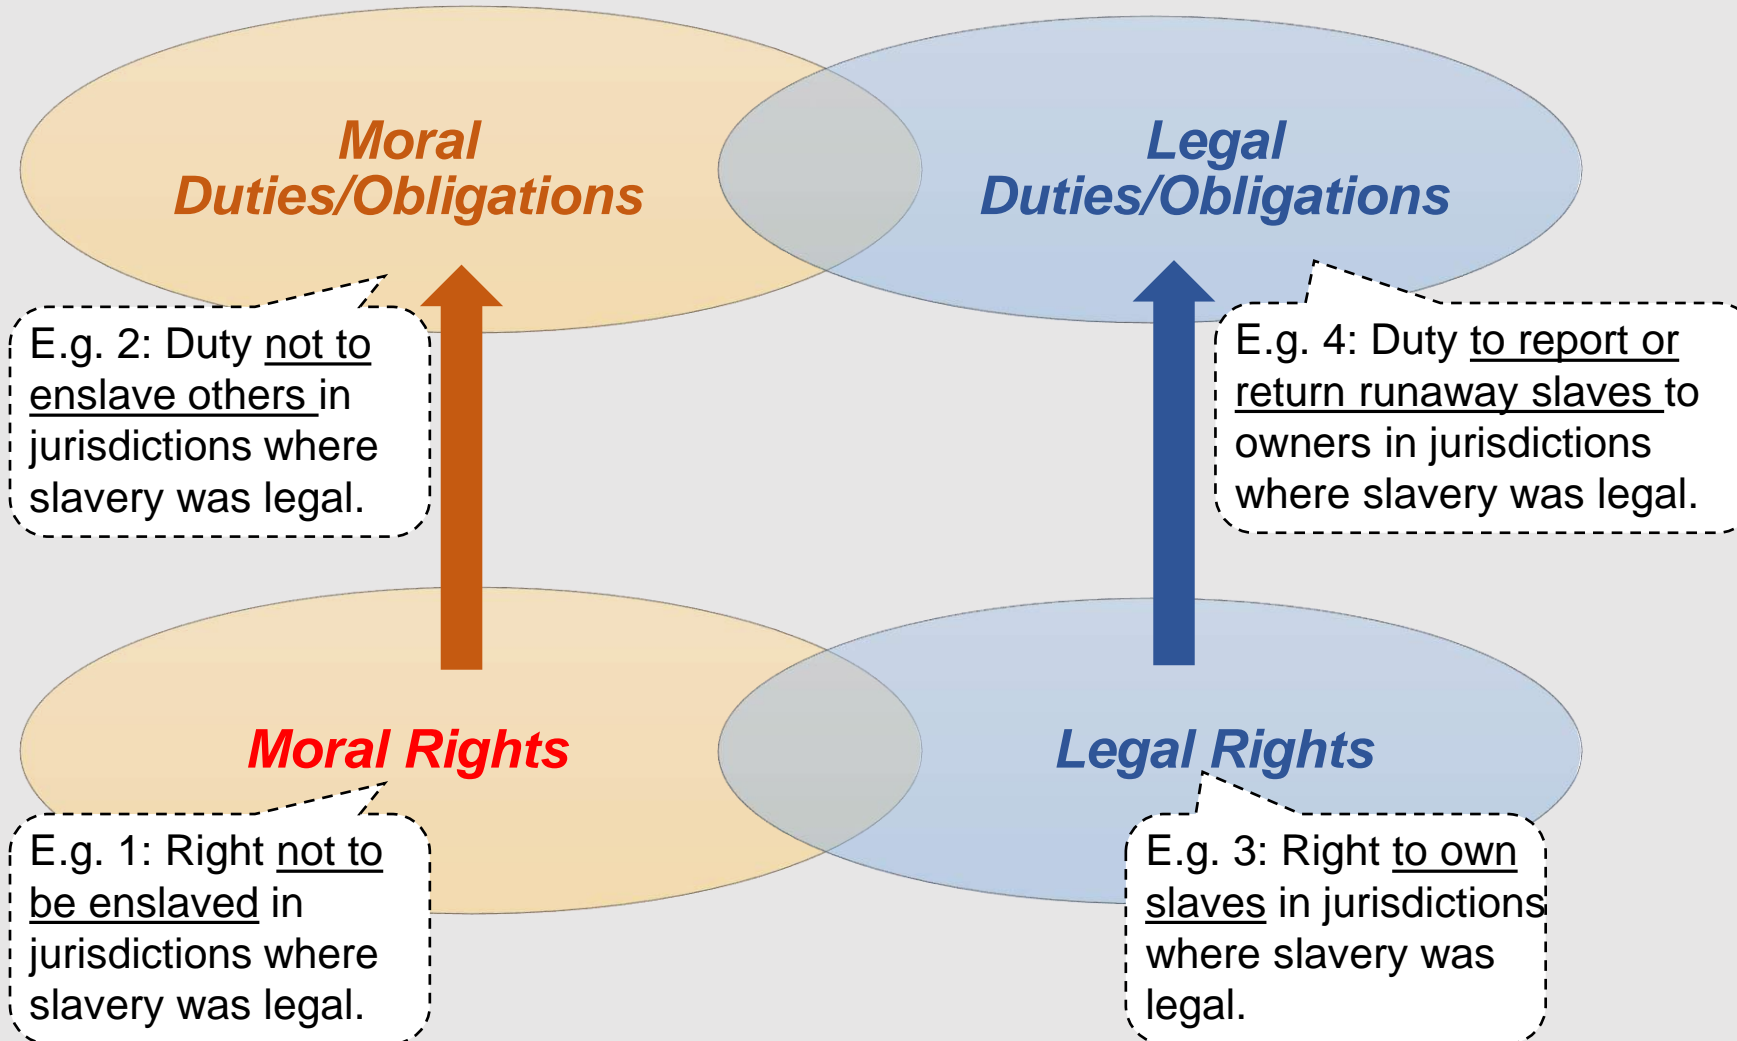 Moral
Duties/Obligations
Legal
Duties/Obligations
E.g. 2: Duty not to
enslave others in
jurisdictions where
slavery was legal.
E.g. 4: Duty to report or
return runaway slaves to
owners in jurisdictions
where slavery was legal.
Moral Rights
Legal Rights
E.g. 1: Right not to
be enslaved in
jurisdictions where
slavery was legal.
E.g. 3: Right to own
slaves in jurisdictions
where slavery was
legal.